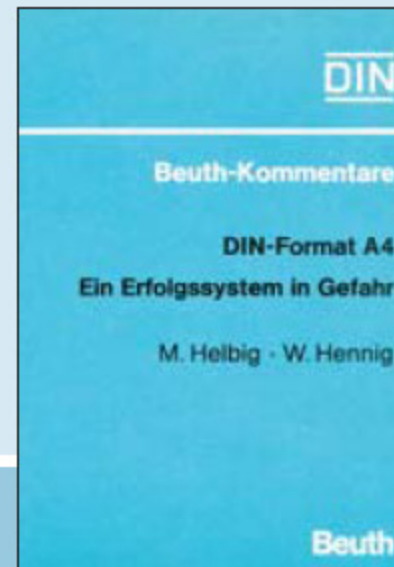 DIN
Beuth-Kommentare
DIN-Format A4
Ein Erfolgssystem in Gefahr
M. Helbig · W. Hennig
Beuth